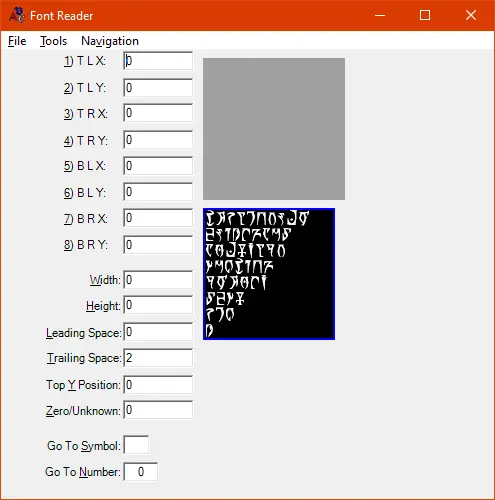 Font Reader
File Tools Navigation
1) T L X: 0
2) T L Y: 0
3) T R X: 0
4) T R Y: 0
5) B L X: 0
6) B L Y: 0
7) B R X: 0
8) B R Y: 0
Width: 0
Height: 0
Leading Space: 0
Trailing Space: 2
Top Y Position: 0
Zero/Unknown: 0
Go To Symbol:
Go To Number: 0